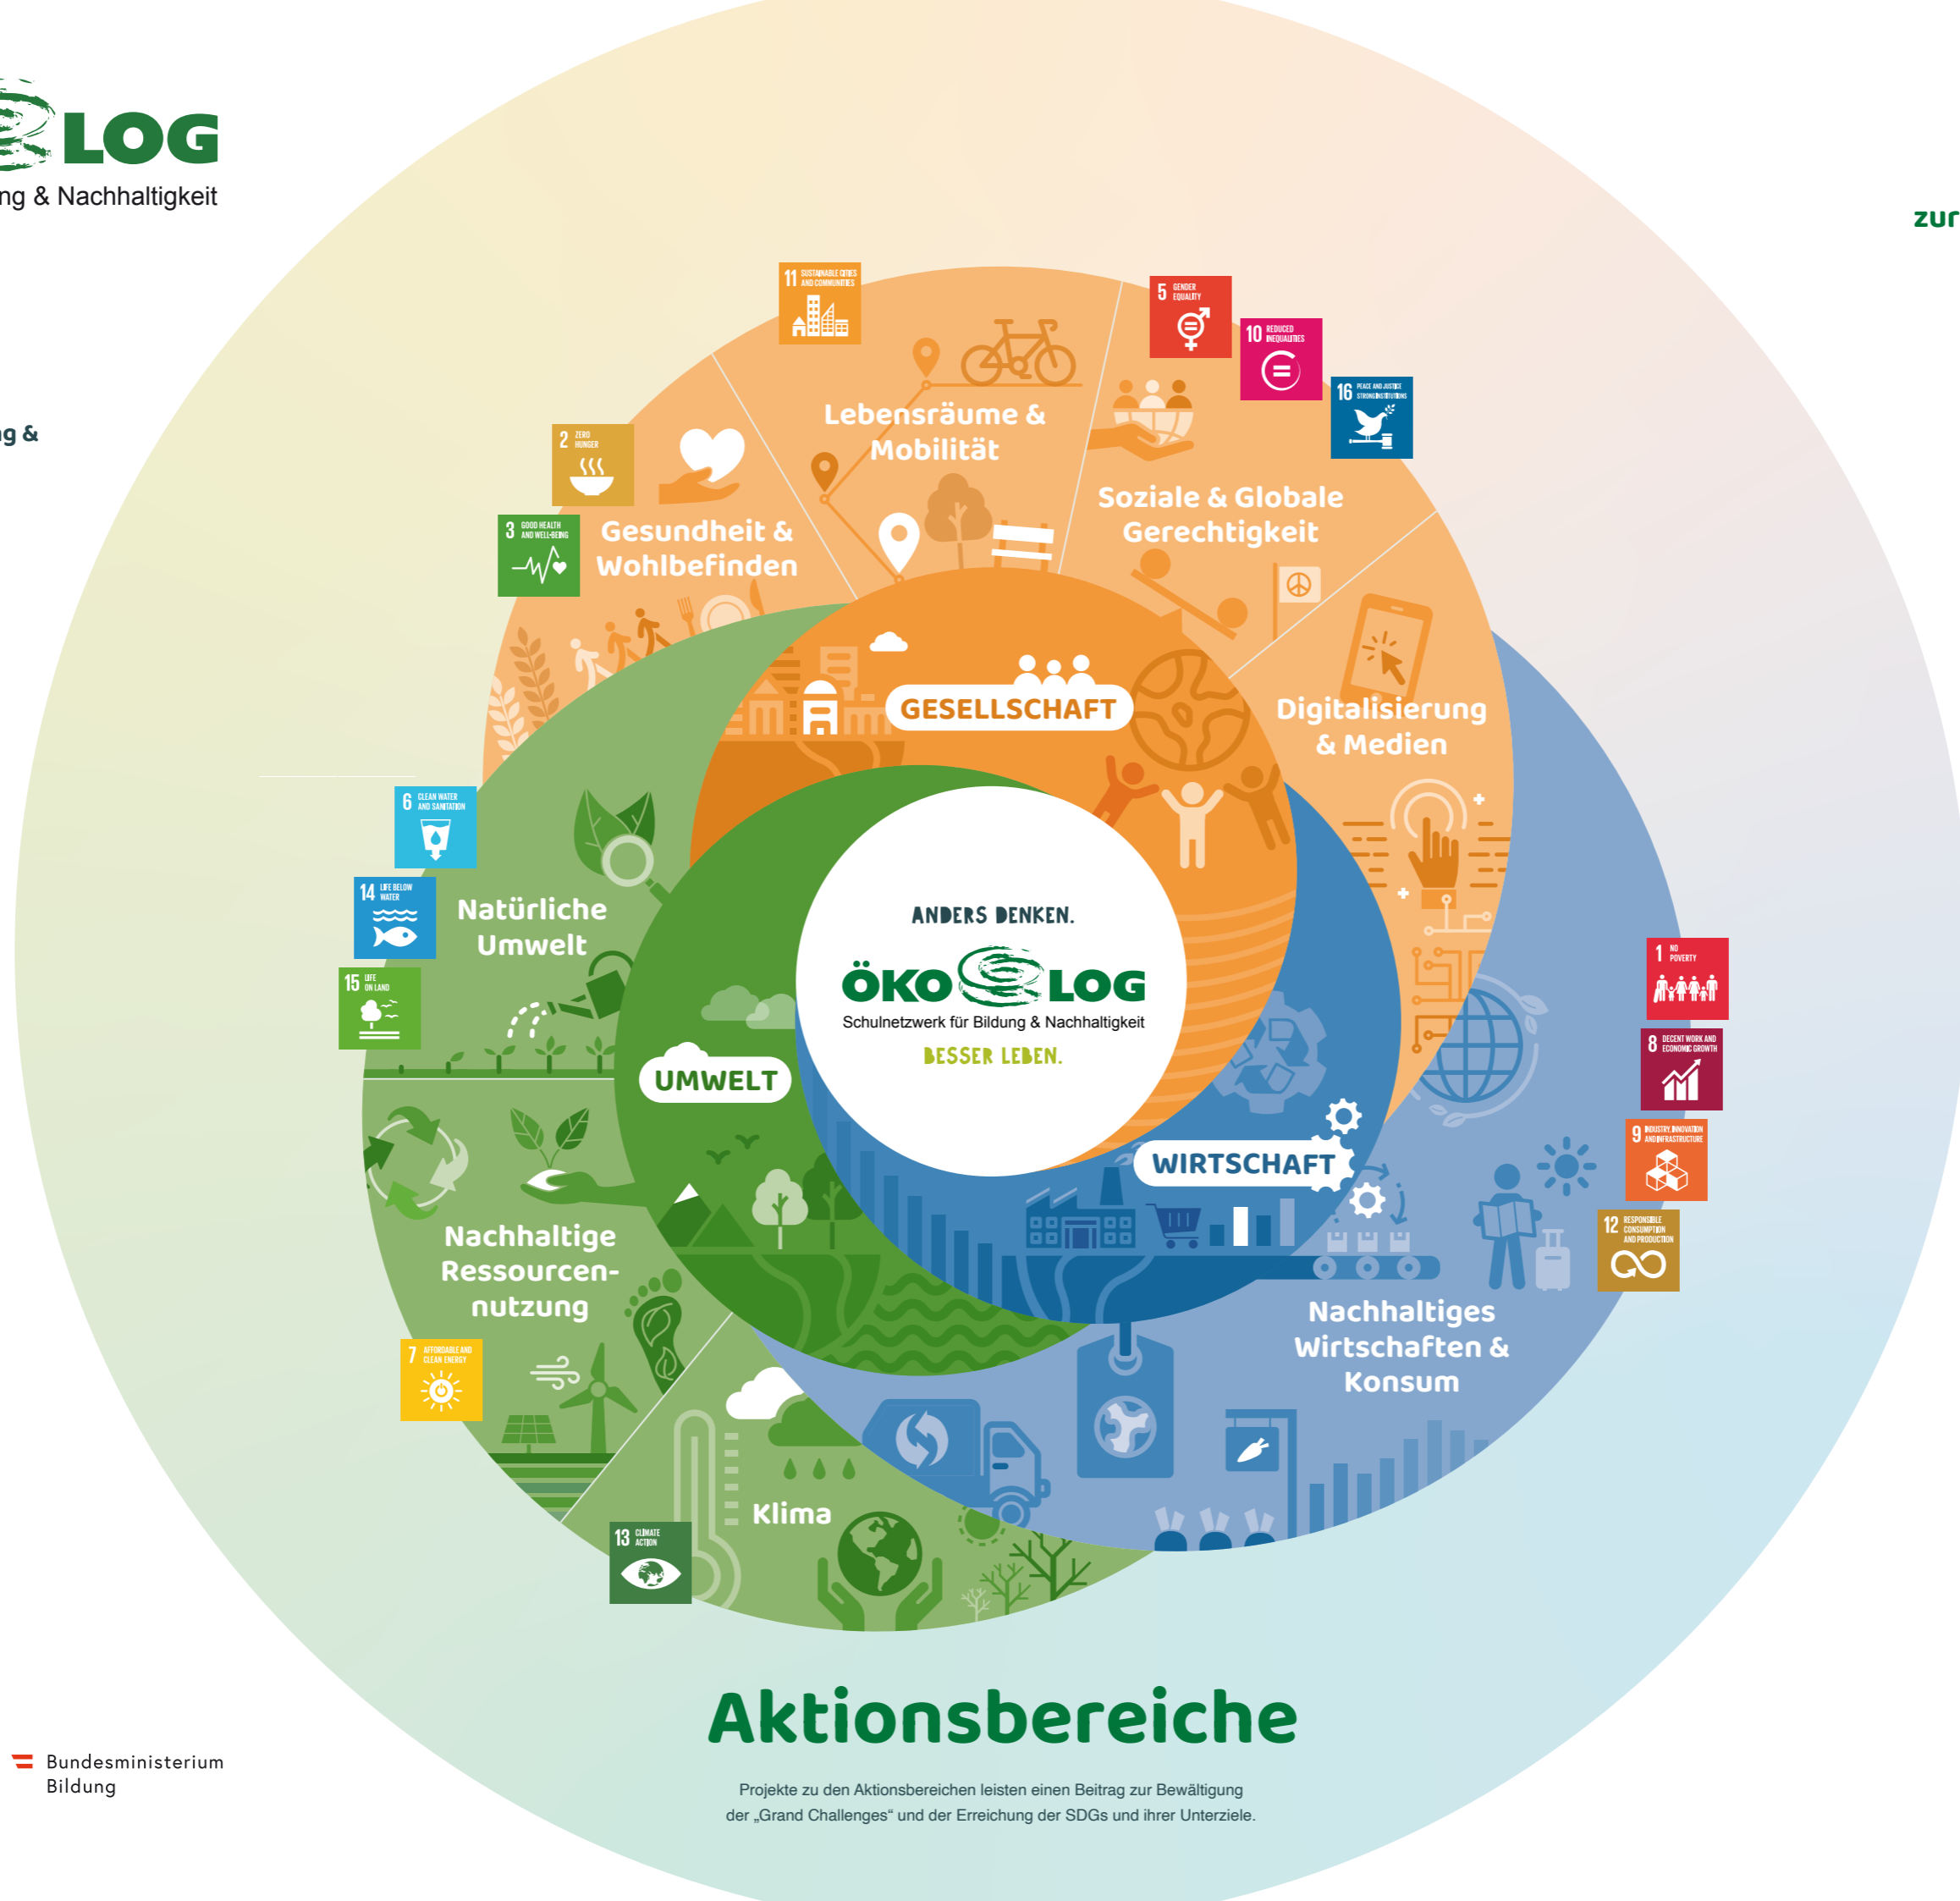 LOG
ng & Nachhaltigkeit
zur
g &
11 SUSTAINABLE CITIES
AND COMMUNITIES
5 GENDER
EQUALITY
10 REDUCED
INEQUALITIES
16 PEACE AND JUSTICE
STRONG INSTITUTIONS
Lebensräume &
Mobilität
2 ZERO
HUNGER
Soziale & Globale
Gerechtigkeit
3 GOOD HEALTH
AND WELL-BEING
Gesundheit &
Wohlbefinden
GESELLSCHAFT
Digitalisierung
& Medien
6 CLEAN WATER
AND SANITATION
14 LIFE BELOW
WATER
Natürliche
Umwelt
15 LIFE
ON LAND
ANDERS DENKEN.
ÖKOLOG
Schulnetzwerk für Bildung & Nachhaltigkeit
BESSER LEBEN.
1 NO
POVERTY
8 DECENT WORK AND
ECONOMIC GROWTH
9 INDUSTRY, INNOVATION
AND INFRASTRUCTURE
12 RESPONSIBLE
CONSUMPTION
AND PRODUCTION
UMWELT
WIRTSCHAFT
Nachhaltige
Ressourcen-
nutzung
Nachhaltiges
Wirtschaften &
Konsum
7 AFFORDABLE AND
CLEAN ENERGY
Klima
13 CLIMATE
ACTION
Aktionsbereiche
Projekte zu den Aktionsbereichen leisten einen Beitrag zur Bewältigung
der „Grand Challenges“ und der Erreichung der SDGs und ihrer Unterziele.
Bundesministerium
Bildung